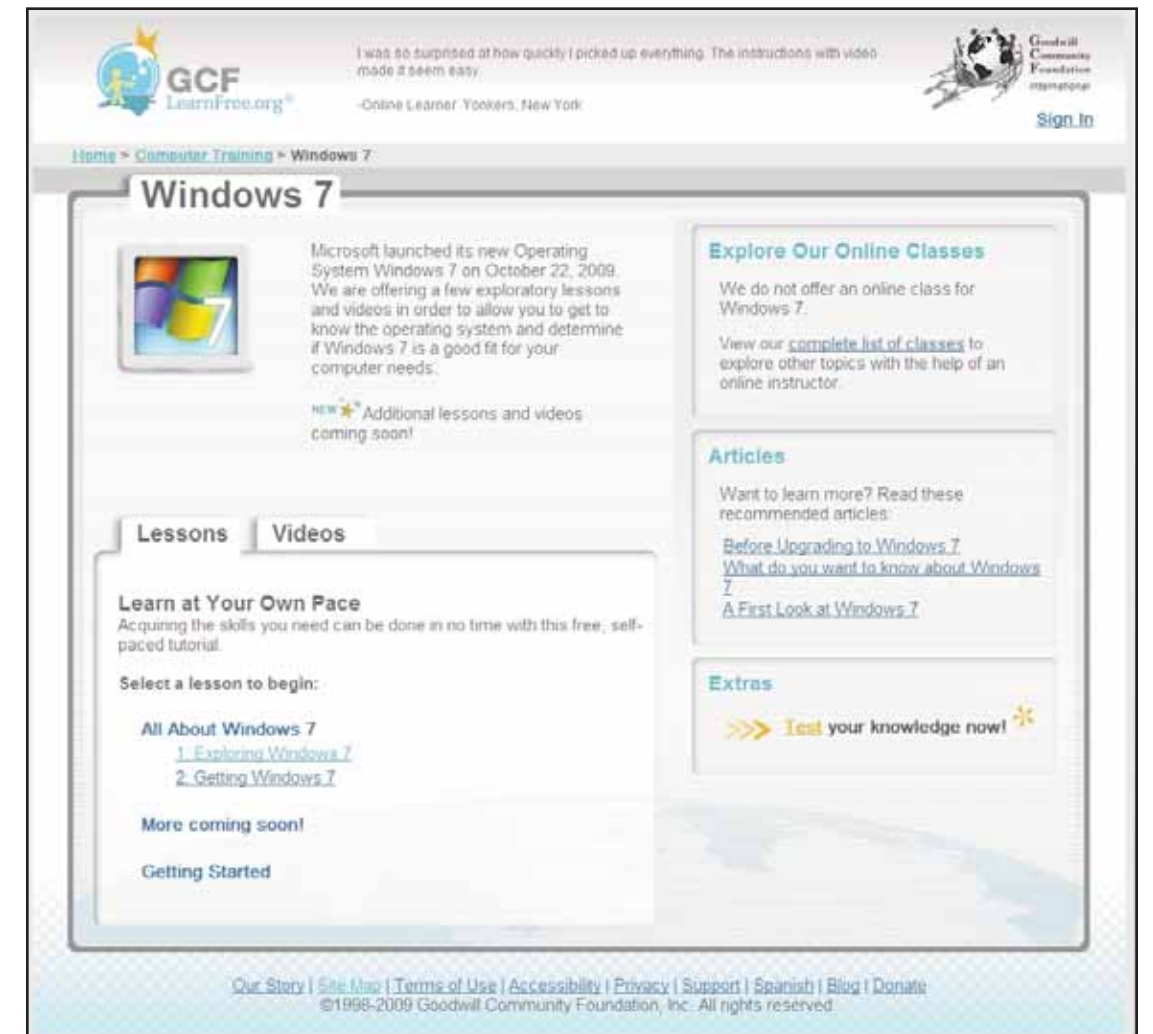 GCF
LearnFree.org®
I was so surprised at how quickly I picked up everything. The instructions with video
made it seem easy.
-Online Learner Yonkers, New York
Goodwill
Community
Foundation
International
Sign In
Home > Computer Training > Windows 7
Windows 7
7
Microsoft launched its new Operating
System Windows 7 on October 22, 2009.
We are offering a few exploratory lessons
and videos in order to allow you to get to
know the operating system and determine
if Windows 7 is a good fit for your
computer needs.
NEW Additional lessons and videos
coming soon!
Lessons
Videos
Learn at Your Own Pace
Acquiring the skills you need can be done in no time with this free, self-
paced tutorial.
Select a lesson to begin:
All About Windows 7
1. Exploring Windows 7
2. Getting Windows 7
More coming soon!
Getting Started
Explore Our Online Classes
We do not offer an online class for
Windows 7.
View our complete list of classes to
explore other topics with the help of an
online instructor.
Articles
Want to learn more? Read these
recommended articles:
Before Upgrading to Windows 7
What do you want to know about Windows
7
A First Look at Windows 7
Extras
>>> Test your knowledge now!
Our Story | Site Map | Terms of Use | Accessibility | Privacy | Support | Spanish | Blog | Donate
©1998-2009 Goodwill Community Foundation, Inc. All rights reserved.